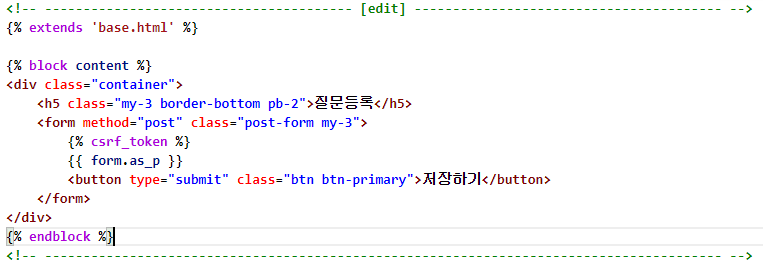 <!-- ------------------------------------- [edit] ------------------------------------- -->
{% extends 'base.html' %}
{% block content %}
<div class="container">
<h5 class="my-3 border-bottom pb-2">질문등록</h5>
<form method="post" class="post-form my-3">
{% csrf_token %}
{{ form.as_p }}
<button type="submit" class="btn btn-primary">저장하기</button>
</form>
</div>
{% endblock %}
<!-- ---------------------------------------------------------------------------------- -->